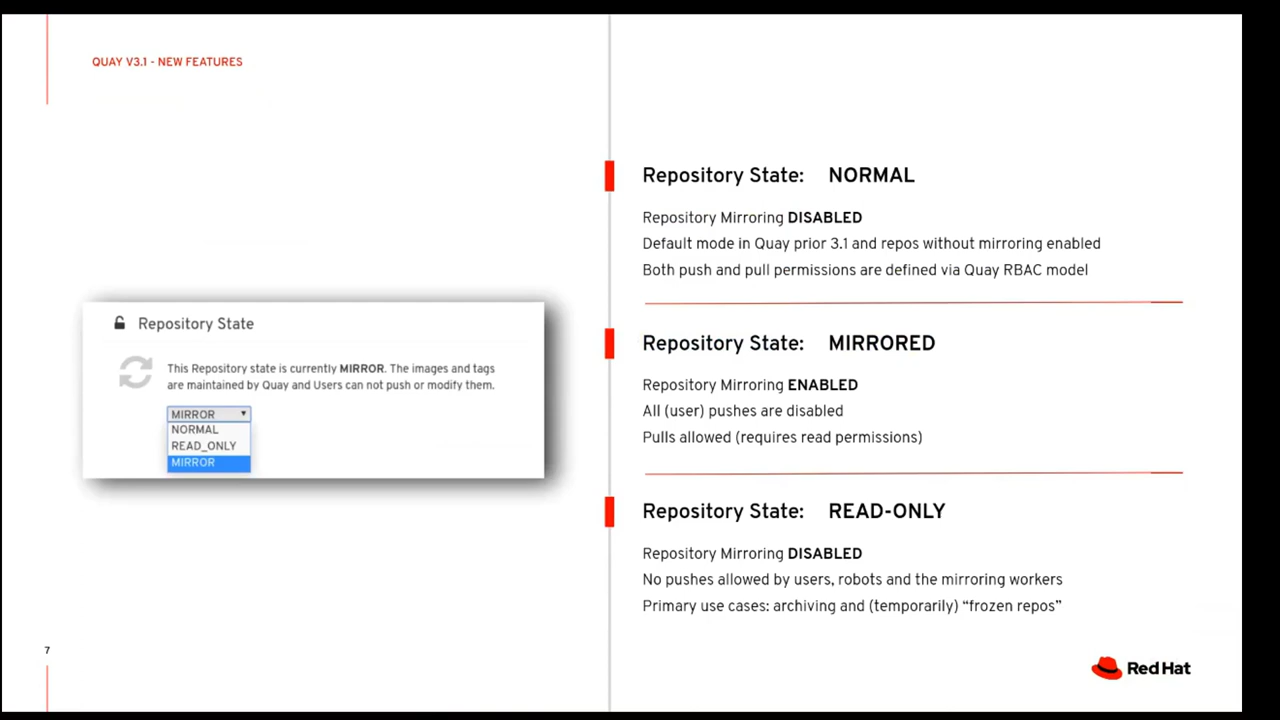 QUAY V3.1 - NEW FEATURES
Repository State
This Repository state is currently MIRROR. The images and tags
are maintained by Quay and Users can not push or modify them.
MIRROR
NORMAL
READ_ONLY
MIRROR
Repository State: NORMAL
Repository Mirroring DISABLED
Default mode in Quay prior 3.1 and repos without mirroring enabled
Both push and pull permissions are defined via Quay RBAC model
Repository State: MIRRORED
Repository Mirroring ENABLED
All (user) pushes are disabled
Pulls allowed (requires read permissions)
Repository State: READ-ONLY
Repository Mirroring DISABLED
No pushes allowed by users, robots and the mirroring workers
Primary use cases: archiving and (temporarily) “frozen repos”
7
Red Hat